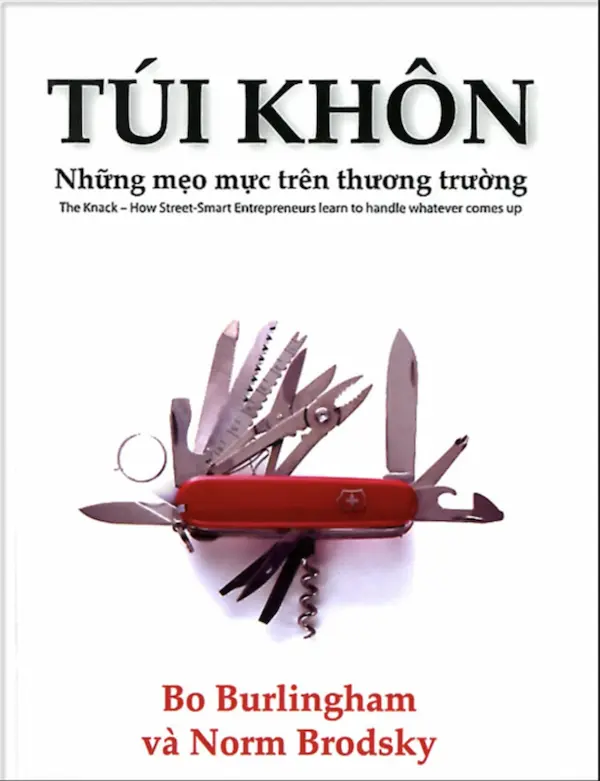 TÚI KHÔN
Những mẹo mực trên thương trường
The Knack – How Street-Smart Entrepreneurs learn to handle whatever comes up
Bo Burlingham
và Norm Brodsky